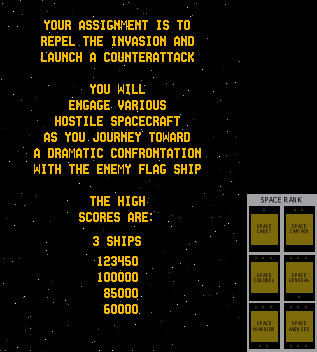 YOUR ASSIGNMENT IS TO
REPEL THE INVASION AND
LAUNCH A COUNTERATTACK
YOU WILL
ENGAGE VARIOUS
HOSTILE SPACECRAFT
AS YOU JOURNEY TOWARD
A DRAMATIC CONFRONTATION
WITH THE ENEMY FLAG SHIP
THE HIGH
SCORES ARE:
3 SHIPS
123450
100000
85000
60000
SPACE RANK
SPACE
CADET
SPACE
CAPTAIN
SPACE
COLONEL
SPACE
GENERAL
SPACE
WARRIOR
SPACE
AVENGER